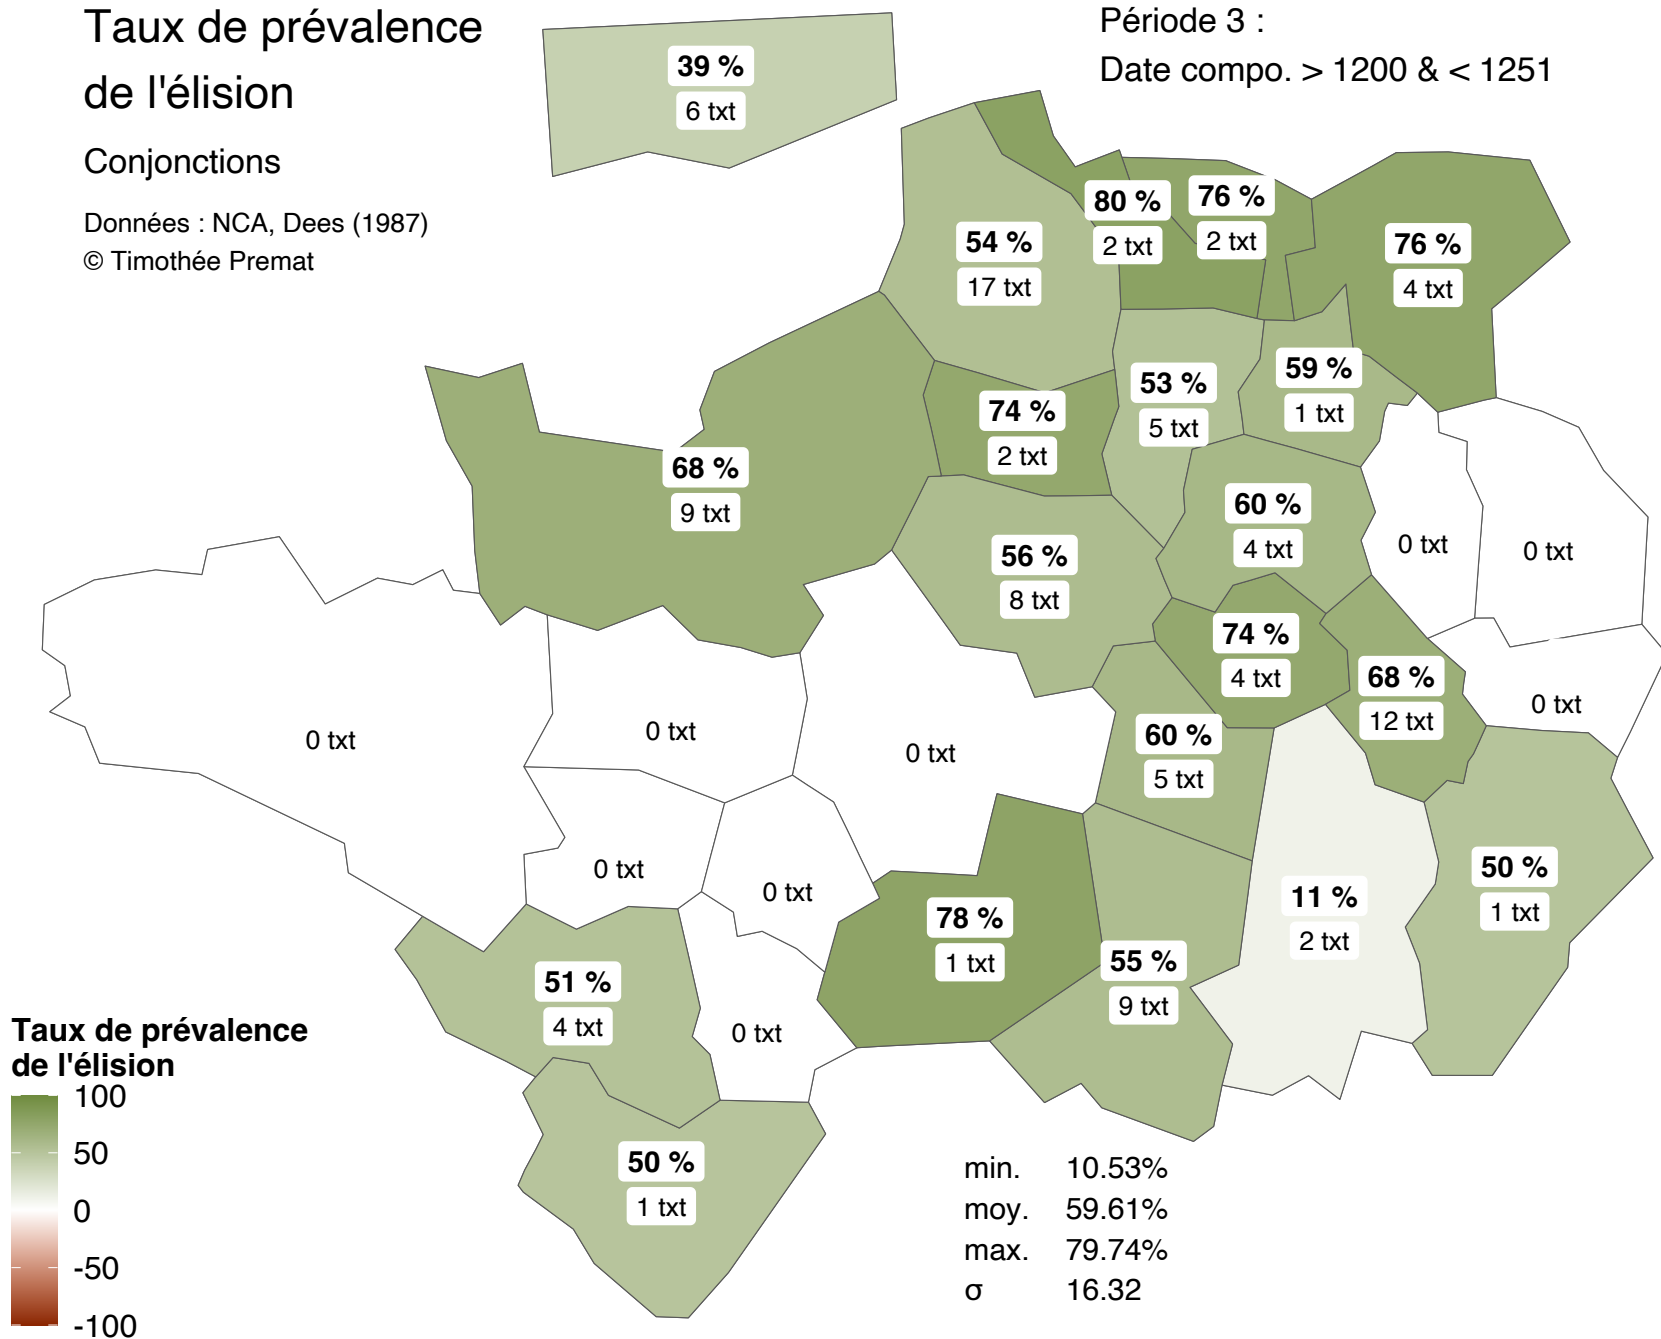 Taux de prévalence
de l'élision
Conjonctions
Données : NCA, Dees (1987)
© Timothée Premat
Période 3 :
Date compo. > 1200 & < 1251
39 %
6 txt
80 %
2 txt
76 %
2 txt
54 %
17 txt
76 %
4 txt
53 %
5 txt
59 %
1 txt
74 %
2 txt
68 %
9 txt
60 %
4 txt
0 txt
0 txt
56 %
8 txt
74 %
4 txt
68 %
12 txt
0 txt
0 txt
0 txt
0 txt
60 %
5 txt
0 txt
0 txt
78 %
1 txt
55 %
9 txt
11 %
2 txt
50 %
1 txt
51 %
4 txt
0 txt
50 %
1 txt
Taux de prévalence
de l'élision
100
50
0
-50
-100
min. 10.53%
moy. 59.61%
max. 79.74%
σ 16.32